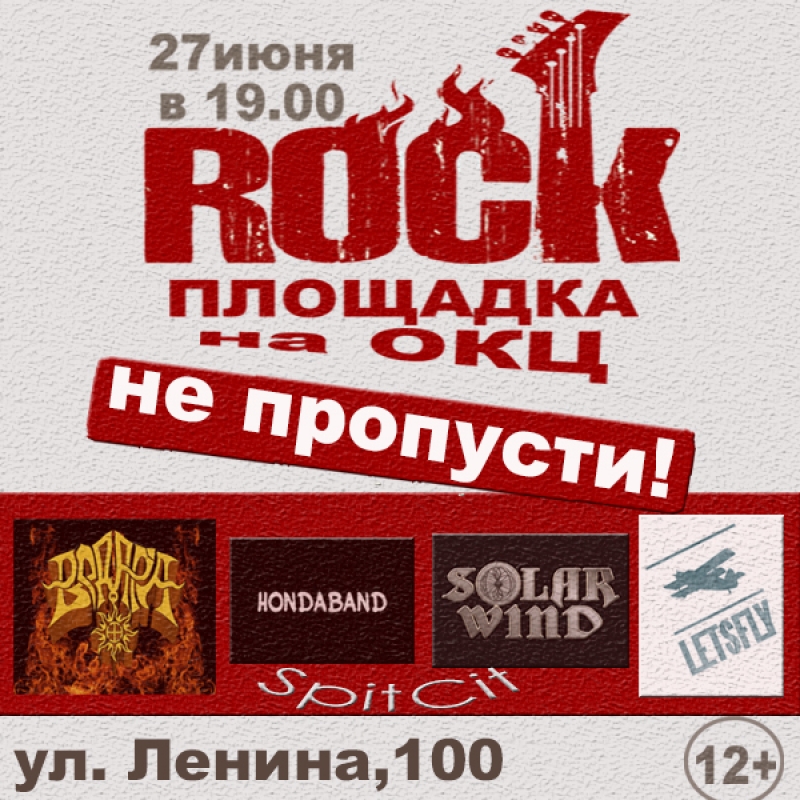 27июня
в 19.00
ROCK
ПЛОЩАДКА
на ОКЦ
не пропусти!
HONDABAND
SOLAR
WIND
LETSFLY
SpitCit
ул. Ленина,100
12+